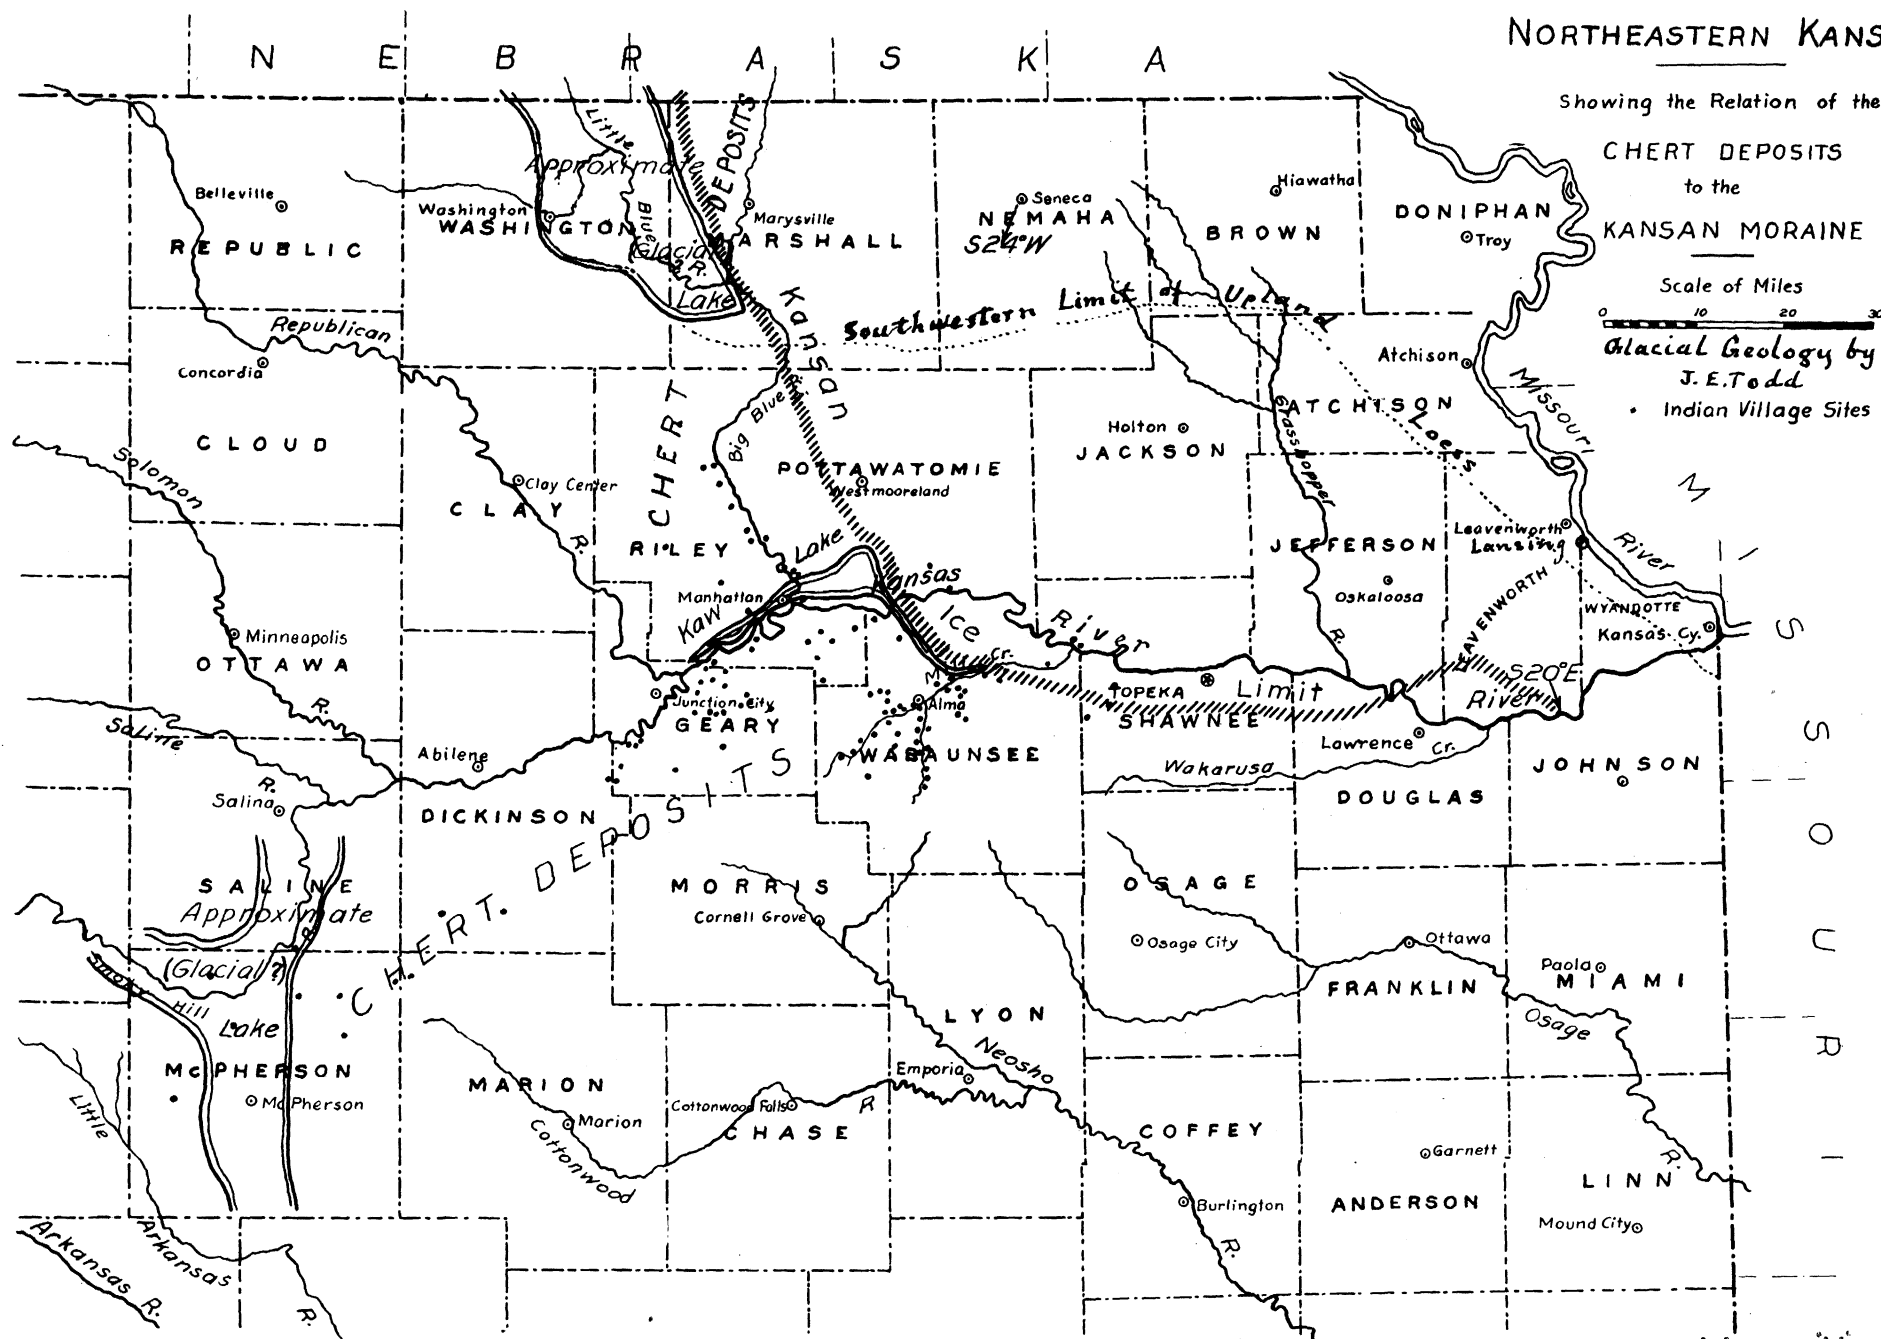 N E B R A S K A
NORTHEASTERN KANS
Showing the Relation of the
CHERT DEPOSITS
to the
KANSAN MORAINE
Scale of Miles
0 10 20 30
Glacial Geology by
J. E. Todd
• Indian Village Sites
Belleville
REPUBLIC
Republican
Concordia
CLOUD
Solomon
Washington
WASHINGTON
Little
Blue
R.
Approximate
(Glacial)
Lake
DEPOSITS
Marysville
MARSHALL
Seneca
NEMAHA
S24°W
Hiawatha
BROWN
DONIPHAN
Troy
Southwestern Limit of Upland
Loess
Kansan
Atchison
ATCHISON
Missouri
River
Grasshopper
R.
Holton
JACKSON
CHERT
Big Blue
R.
POTTAWATOMIE
Westmooreland
Clay Center
CLAY
R.
RILEY
Lake
Kaw
Manhattan
Kansas
River
Ice
Limit
JEFFERSON
Oskaloosa
Leavenworth
Lansing
LEAVENWORTH
WYANDOTTE
Kansas Cy.
M I S S O U R I
Minneapolis
OTTAWA
R.
Saline
R.
Salina
Abilene
DICKINSON
Junction City
GEARY
M
Cr.
Alma
WABAUNSEE
TOPEKA
SHAWNEE
S20°E
River
Lawrence
Cr.
Wakarusa
DOUGLAS
JOHNSON
CHERT DEPOSITS
SALINE
Approximate
R.
(Glacial ?)
Lake
Smoky
Hill
McPHERSON
McPherson
MORRIS
Cornell Grove
OSAGE
Osage City
Ottawa
FRANKLIN
Paola
MIAMI
Osage
R.
LYON
Neosho
Emporia
MARION
Marion
Cottonwood
Cottonwood Falls
R
CHASE
COFFEY
Burlington
R.
Garnett
ANDERSON
LINN
Mound City
Little
Arkansas
R.
Arkansas R.